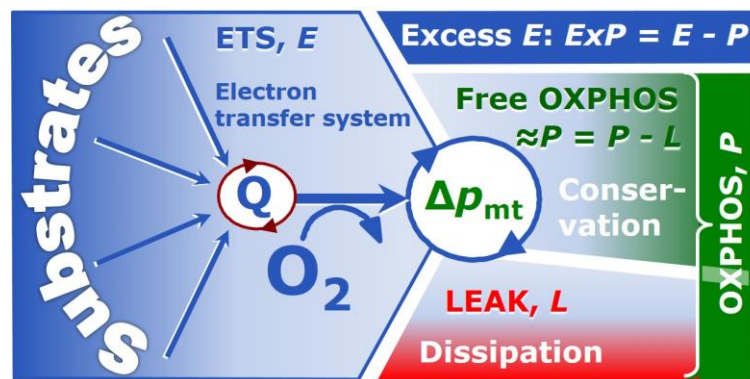 Substrates
ETS, E
Electron
transfer system
Q
O₂
Δpmt
Excess E: ExP = E - P
Free OXPHOS
≈P = P - L
Conser-
vation
LEAK, L
Dissipation
OXPHOS, P